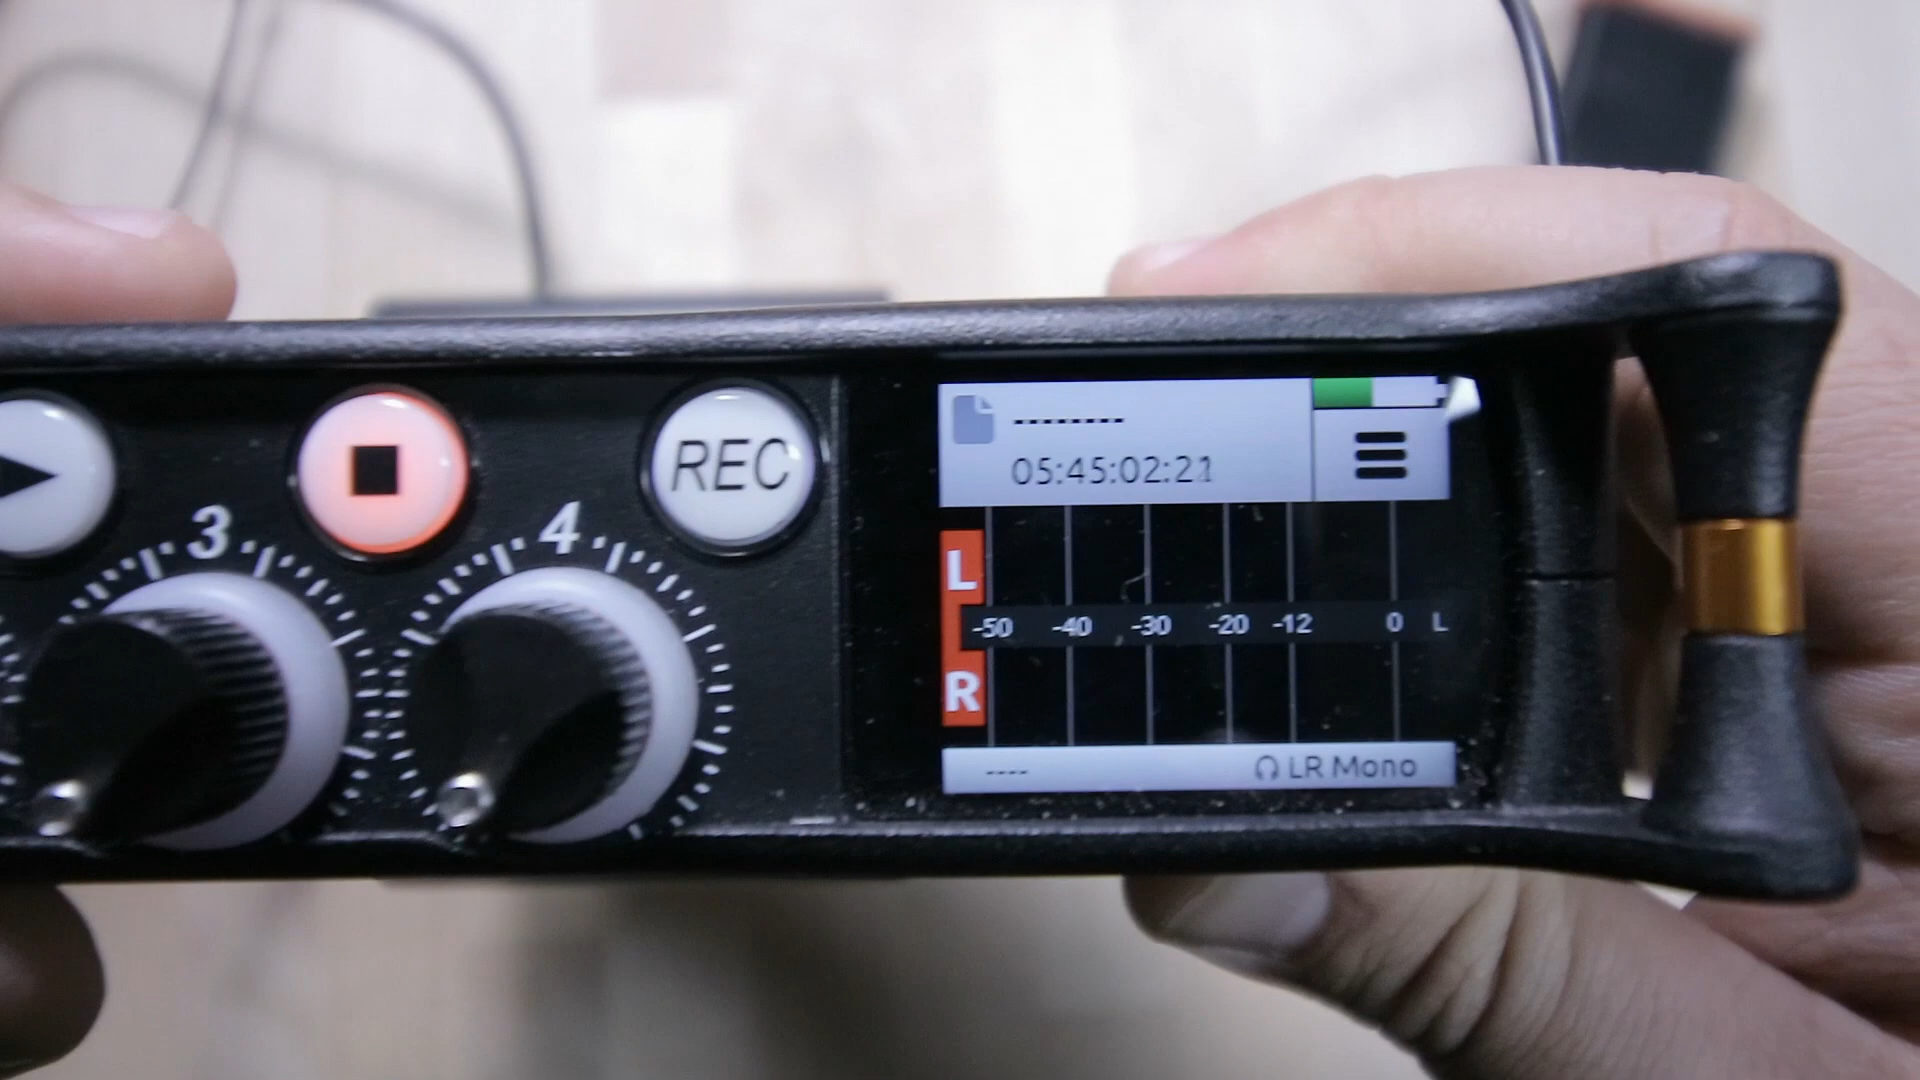 REC
3
4
--------
05:45:02:21
L
-50 -40 -30 -20 -12 0 L
R
----
LR Mono